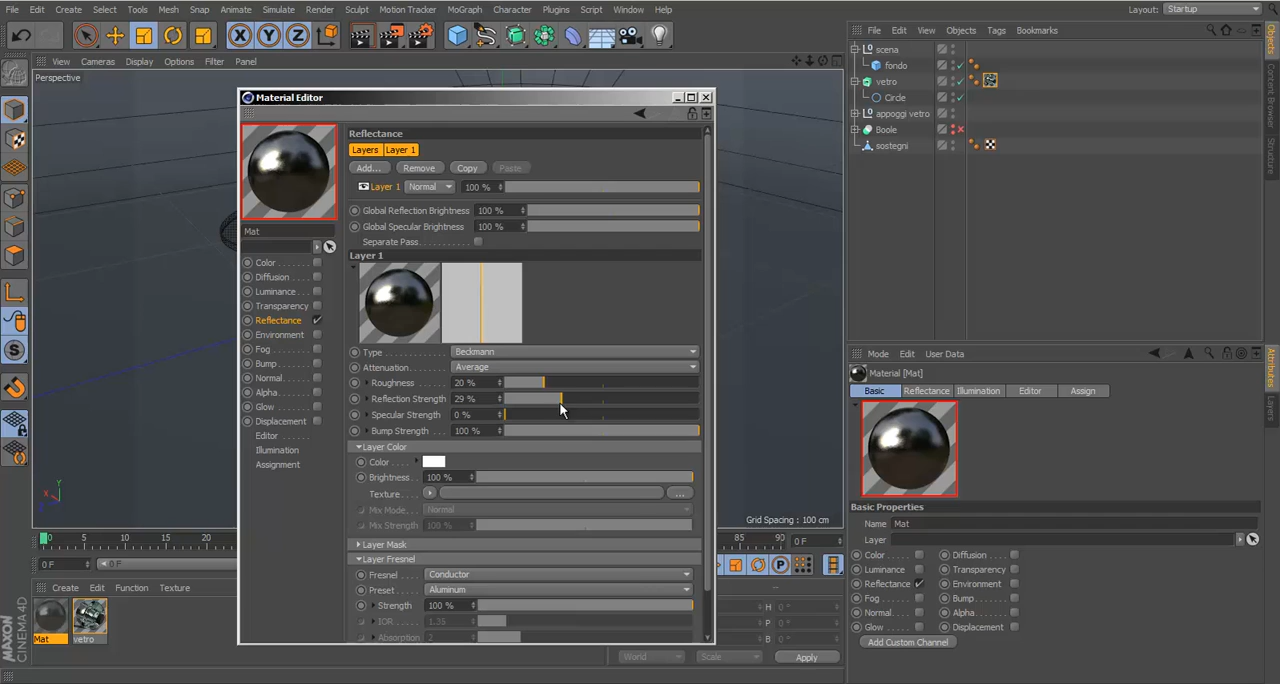 File Edit Create Select Tools Mesh Snap Animate Simulate Render Sculpt Motion Tracker MoGraph Character Plugins Script Window Help
Layout: Startup
X Y Z
File Edit View Objects Tags Bookmarks
View Cameras Display Options Filter Panel
Perspective
scena
fondo
vetro
Circle
appoggi vetro
Boole
sostegni
Objects
Content Browser
Structure
Material Editor
Mat
Color
Diffusion
Luminance
Transparency
Reflectance
Environment
Fog
Bump
Normal
Alpha
Glow
Displacement
Editor
Illumination
Assignment
Reflectance
Layers Layer 1
Add... Remove Copy Paste
Layer 1 Normal 100 %
Global Reflection Brightness 100 %
Global Specular Brightness 100 %
Separate Pass
Layer 1
Type Beckmann
Attenuation Average
Roughness 20 %
Reflection Strength 29 %
Specular Strength 0 %
Bump Strength 100 %
Layer Color
Color
Brightness 100 %
Texture ...
Mix Mode Normal
Mix Strength 100 %
Layer Mask
Layer Fresnel
Fresnel Conductor
Preset Aluminum
Strength 100 %
IOR 1.35
Absorption 2
Y
X
Z
Grid Spacing : 100 cm
0 5 10 15 20 85 90 0 F
0 F 0 F P
Create Edit Function Texture
Mat vetro
H 0 °
P 0 °
B 0 °
World Scale Apply
MAXON CINEMA4D
Mode Edit User Data
Material [Mat]
Basic Reflectance Illumination Editor Assign
Basic Properties
Name Mat
Layer
Color Diffusion
Luminance Transparency
Reflectance Environment
Fog Bump
Normal Alpha
Glow Displacement
Add Custom Channel
Attributes
Layers